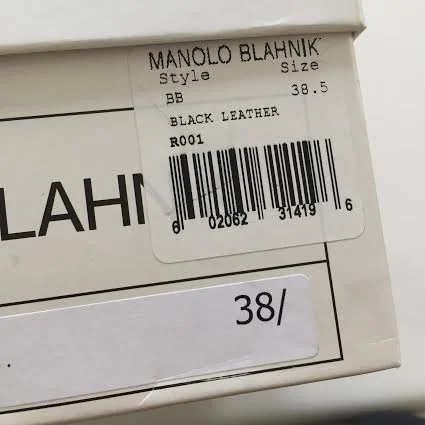 MANOLO BLAHNIK
Style Size
BB 38.5
BLACK LEATHER
R001
6 02062 31419 6
LAHN
38/